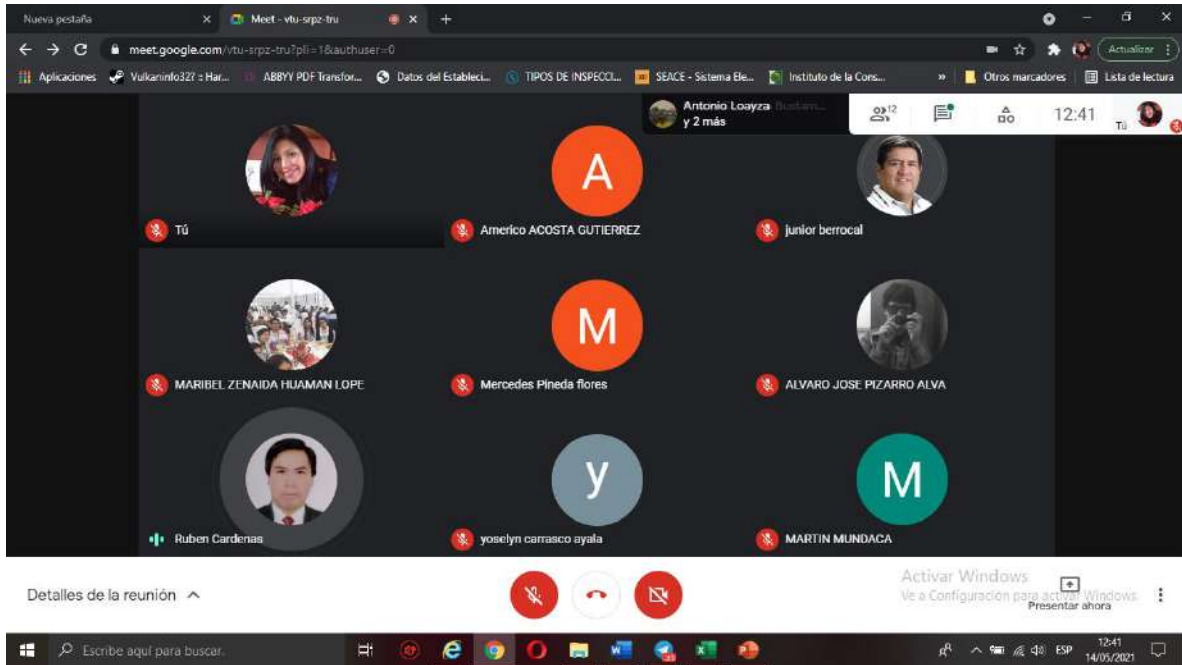 Nueva pestaña
Meet - vtu-srpz-tru
meet.google.com/vtu-srpz-tru?pli=1&authuser=0
Actualizar
Aplicaciones
Vulkaninfo32? :: Har...
ABBYY PDF Transfor...
Datos del Estableci...
TIPOS DE INSPECCI...
SEACE - Sistema Ele...
Instituto de la Cons...
»
Otros marcadores
Lista de lectura
Antonio Loayza
y 2 más
12
12:41
Tú
A
Tú
Americo ACOSTA GUTIERREZ
junior berrocal
M
MARIBEL ZENAIDA HUAMAN LOPE
Mercedes Pineda flores
ALVARO JOSE PIZARRO ALVA
y
M
Ruben Cardenas
yoselyn carrasco ayala
MARTIN MUNDACA
Detalles de la reunión
Activar Windows
Ve a Configuración para activar Windows.
Presentar ahora
Escribe aquí para buscar.
ESP
12:41
14/05/2021